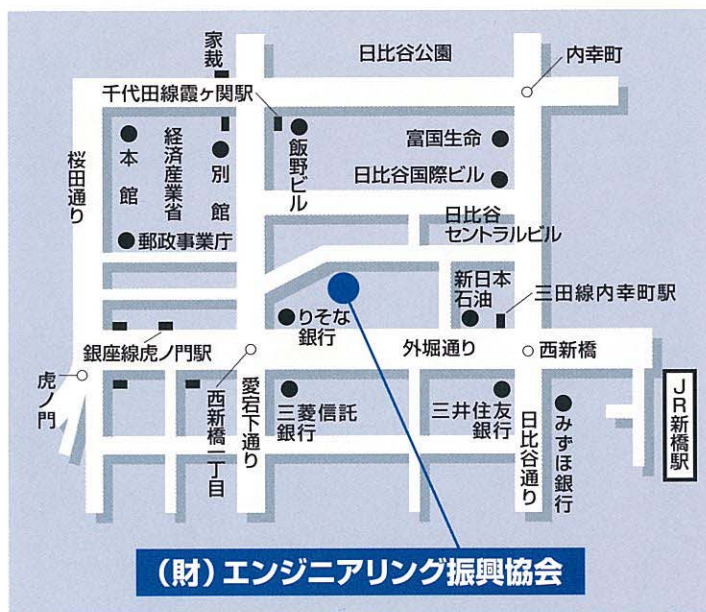 家裁
日比谷公園
内幸町
千代田線霞ヶ関駅
桜田通り
本館
経済産業省
別館
飯野ビル
富国生命
日比谷国際ビル
郵政事業庁
日比谷
セントラルビル
新日本
石油
三田線内幸町駅
りそな
銀行
銀座線虎ノ門駅
外堀通り
西新橋
虎ノ門
西新橋一丁目
愛宕下通り
三菱信託
銀行
三井住友
銀行
日比谷通り
みずほ銀行
JR新橋駅
(財)エンジニアリング振興協会